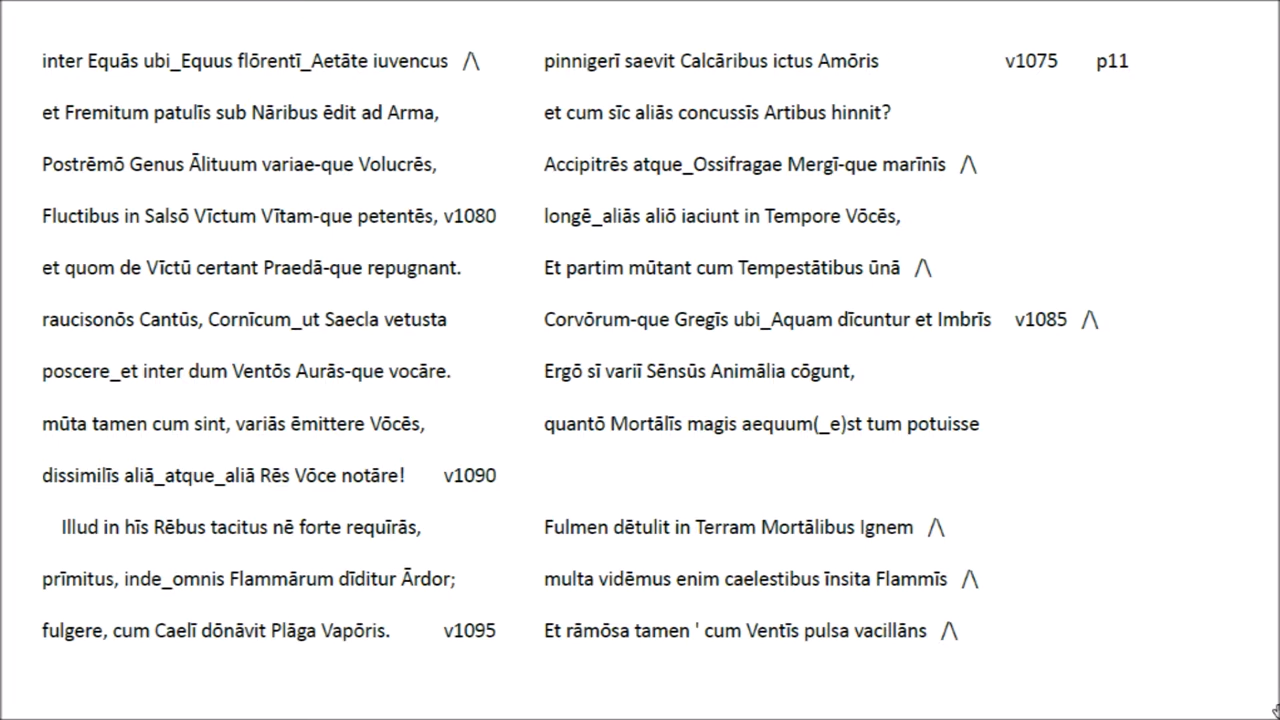 inter Equās ubi_Equus flōrentī_Aetāte iuvencus /\ pinnigerī saevit Calcāribus ictus Amōris v1075 p11
et Fremitum patulīs sub Nāribus ēdit ad Arma, et cum sīc aliās concussīs Artibus hinnit?
Postrēmō Genus Ālituum variae-que Volucrēs, Accipitrēs atque_Ossifragae Mergī-que marīnīs /\
Fluctibus in Salsō Vīctum Vītam-que petentēs, v1080 longē_aliās aliō iaciunt in Tempore Vōcēs,
et quom de Vīctū certant Praedā-que repugnant. Et partim mūtant cum Tempestātibus ūnā /\
raucisonōs Cantūs, Cornīcum_ut Saecla vetusta Corvōrum-que Gregīs ubi_Aquam dīcuntur et Imbrīs v1085 /\
poscere_et inter dum Ventōs Aurās-que vocāre. Ergō sī variī Sēnsūs Animālia cōgunt,
mūta tamen cum sint, variās ēmittere Vōcēs, quantō Mortālīs magis aequum(_e)st tum potuisse
dissimilīs aliā_atque_aliā Rēs Vōce notāre! v1090
Illud in hīs Rēbus tacitus nē forte requīrās, Fulmen dētulit in Terram Mortālibus Ignem /\
prīmitus, inde_omnis Flammārum dīditur Ārdor; multa vidēmus enim caelestibus īnsita Flammīs /\
fulgere, cum Caelī dōnāvit Plāga Vapōris. v1095 Et rāmōsa tamen ' cum Ventīs pulsa vacillāns /\